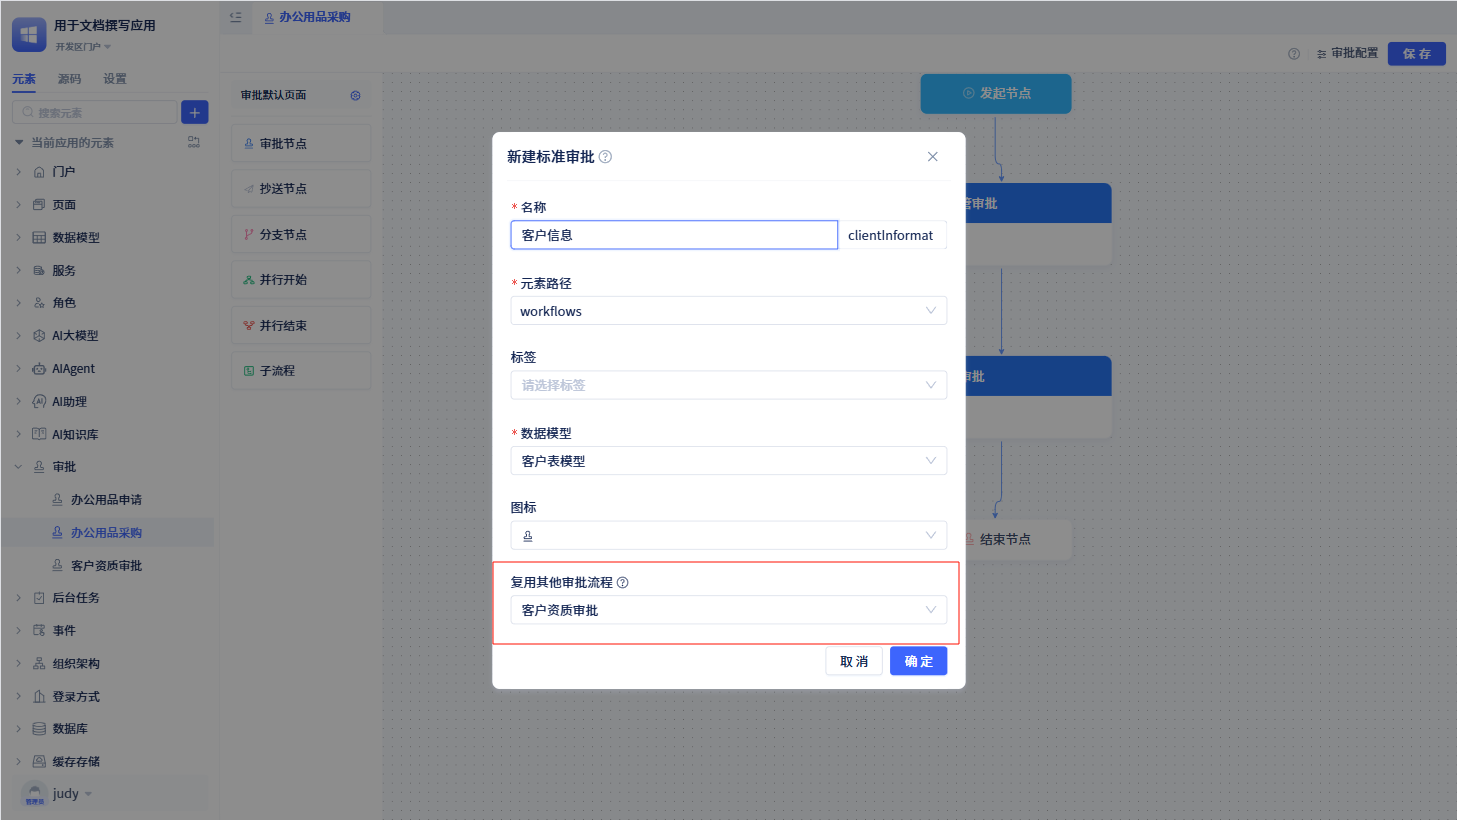 用于文档撰写应用
开发区门户
元素 源码 设置
搜索元素
当前应用的元素
门户
页面
数据模型
服务
角色
AI大模型
AIAgent
AI助理
AI知识库
审批
办公用品申请
办公用品采购
客户资质审批
后台任务
事件
组织架构
登录方式
数据库
缓存存储
管理员
judy
办公用品采购
审批配置
保存
审批默认页面
审批节点
抄送节点
分支节点
并行开始
并行结束
子流程
发起节点
管审批
审批
结束节点
新建标准审批
* 名称
客户信息 clientInformat
* 元素路径
workflows
标签
请选择标签
* 数据模型
客户表模型
图标
复用其他审批流程
客户资质审批
取消 确定